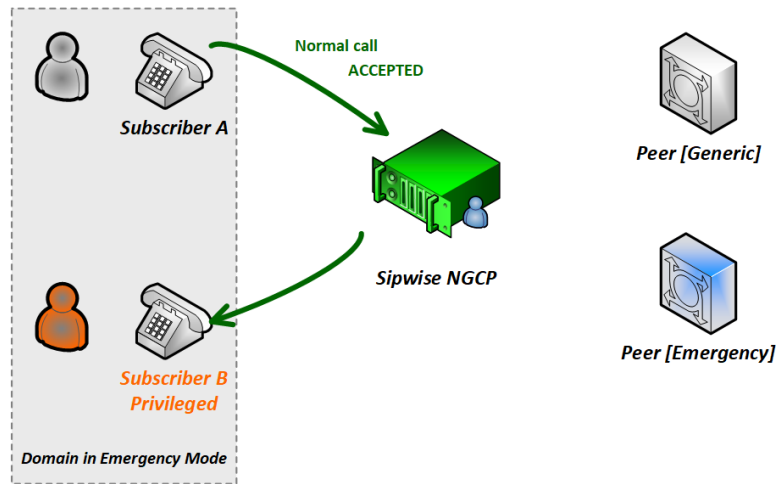 Normal call
ACCEPTED
Subscriber A
Peer [Generic]
Sipwise NGCP
Peer [Emergency]
Subscriber B
Privileged
Domain in Emergency Mode